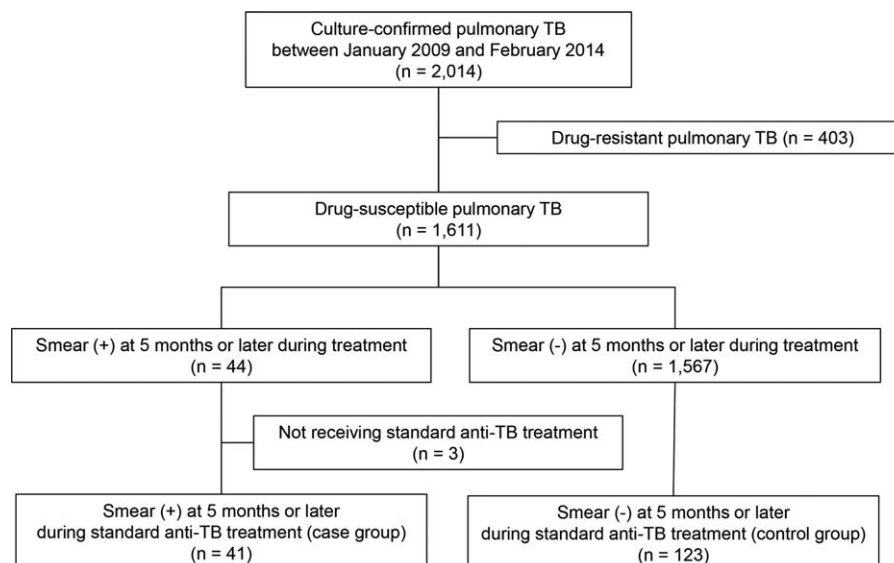 Culture-confirmed pulmonary TB
between January 2009 and February 2014
(n = 2,014)
Drug-resistant pulmonary TB (n = 403)
Drug-susceptible pulmonary TB
(n = 1,611)
Smear (+) at 5 months or later during treatment
(n = 44)
Smear (-) at 5 months or later during treatment
(n = 1,567)
Not receiving standard anti-TB treatment
(n = 3)
Smear (+) at 5 months or later
during standard anti-TB treatment (case group)
(n = 41)
Smear (-) at 5 months or later
during standard anti-TB treatment (control group)
(n = 123)